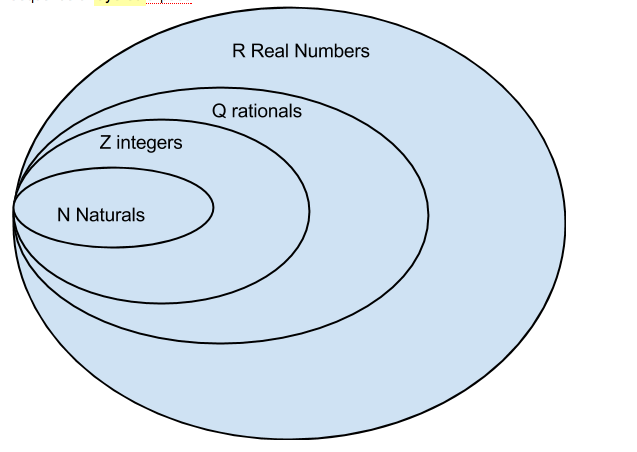 R Real Numbers
Q rationals
Z integers
N Naturals